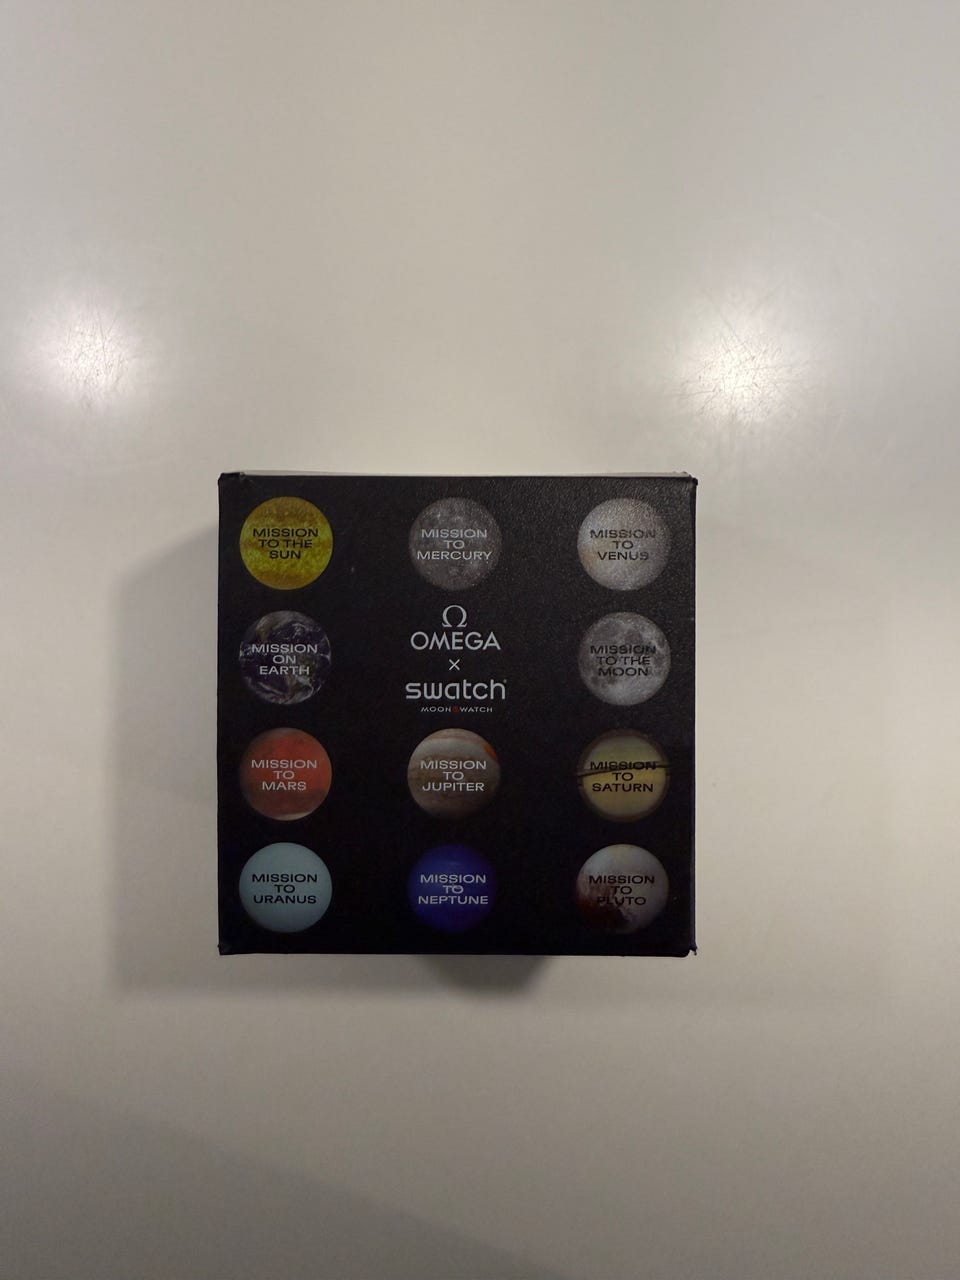 MISSION
TO THE
SUN
MISSION
TO
MERCURY
MISSION
TO
VENUS
MISSION
ON
EARTH
Ω
OMEGA
×
swatch
MOONSWATCH
MISSION
TO THE
MOON
MISSION
TO
MARS
MISSION
TO
JUPITER
MISSION
TO
SATURN
MISSION
TO
URANUS
MISSION
TO
NEPTUNE
MISSION
TO
PLUTO